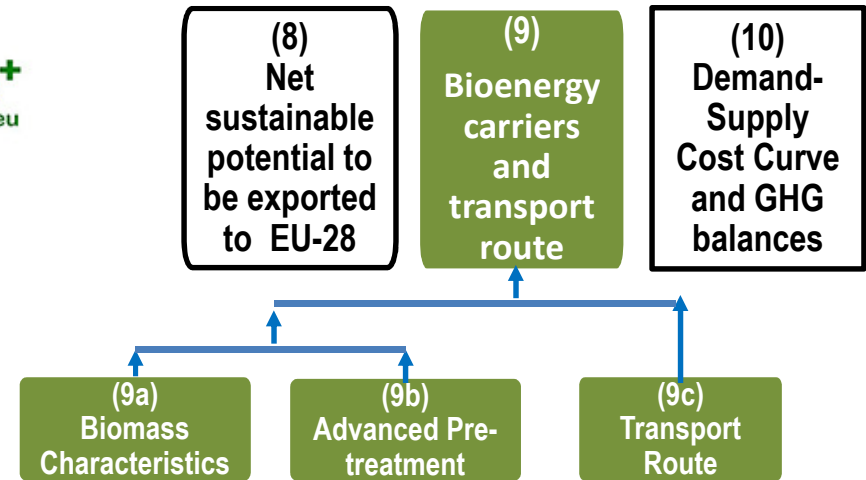 +
eu
(8)
Net
sustainable
potential to
be exported
to EU-28
(9)
Bioenergy
carriers
and
transport
route
(10)
Demand-
Supply
Cost Curve
and GHG
balances
(9a)
Biomass
Characteristics
(9b)
Advanced Pre-
treatment
(9c)
Transport
Route